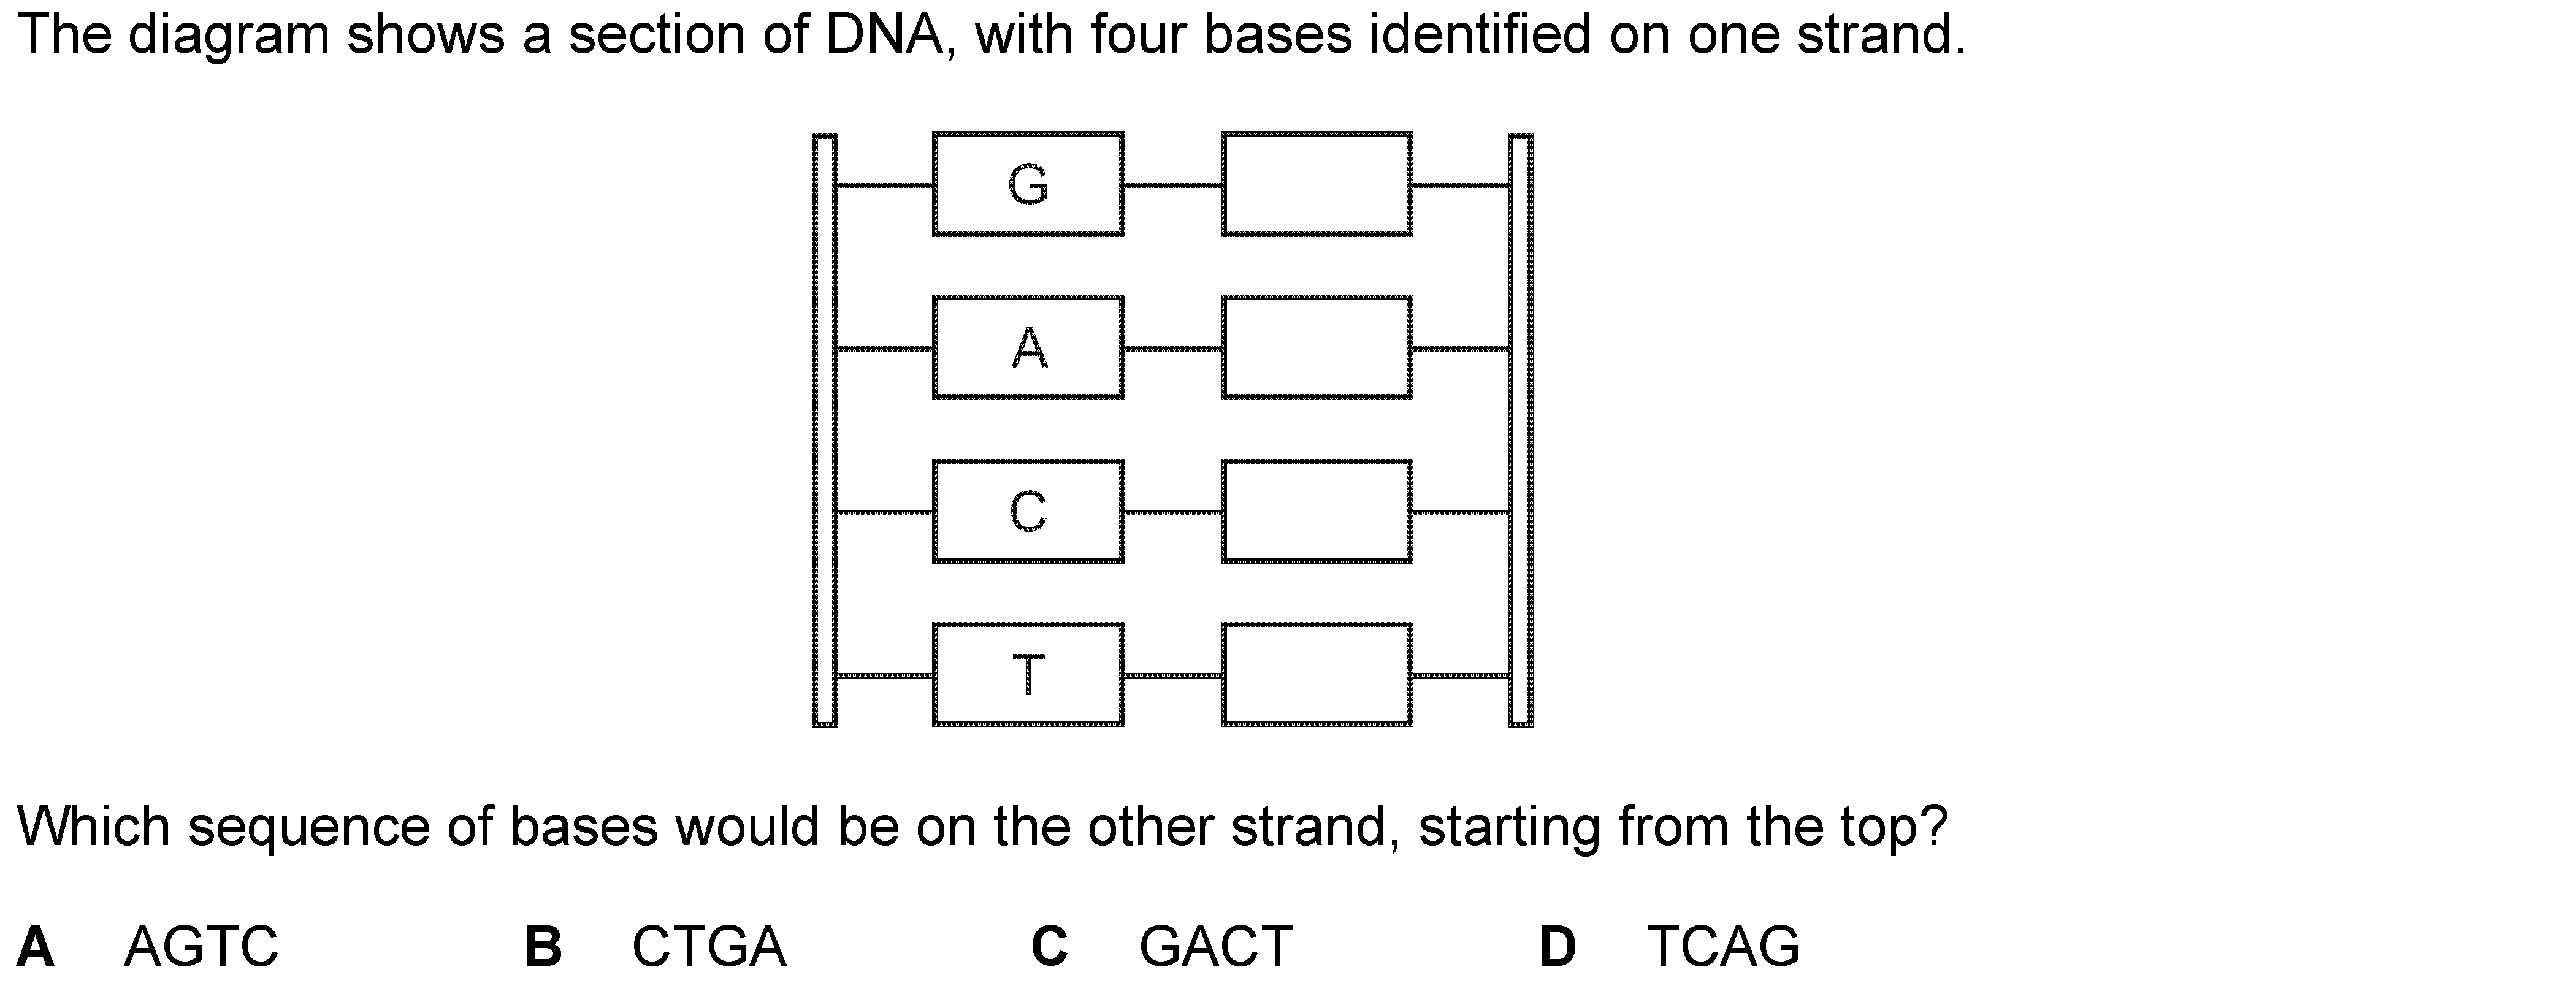 The diagram shows a section of DNA, with four bases identified on one strand.
G
A
C
T
Which sequence of bases would be on the other strand, starting from the top?
A AGTC B CTGA C GACT D TCAG